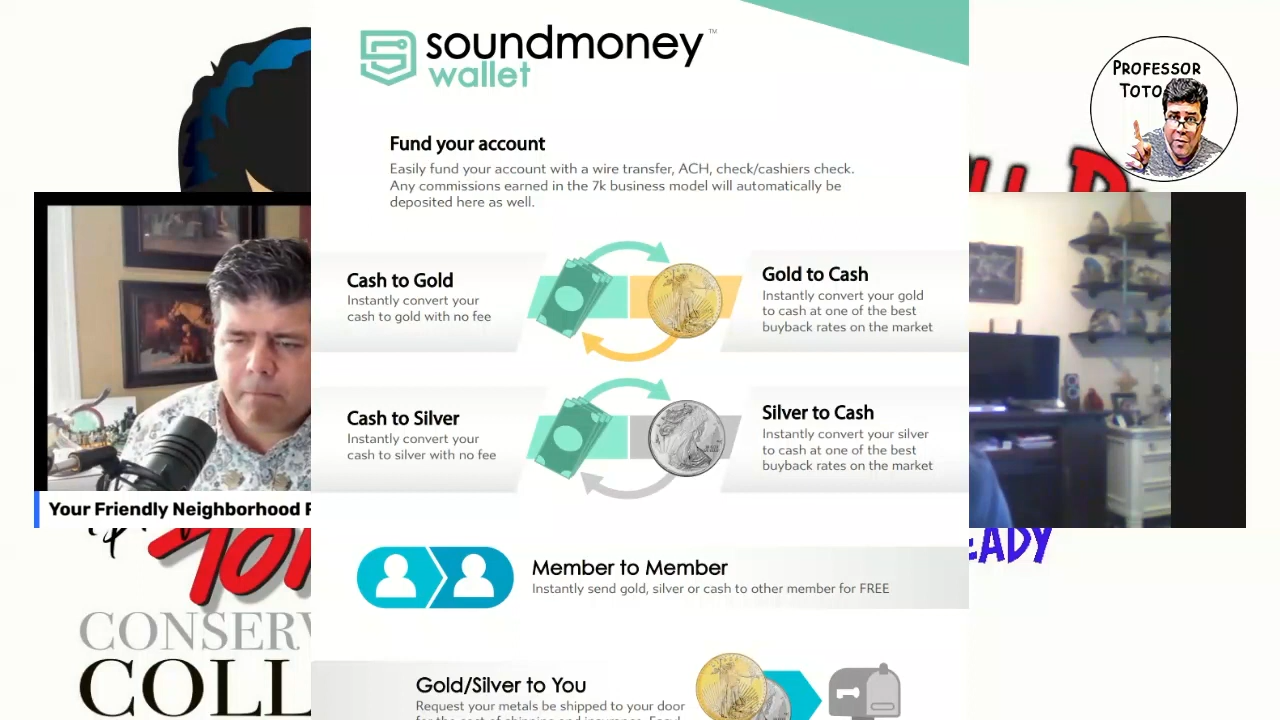 soundmoney™
wallet
PROFESSOR
TOTO
Fund your account
Easily fund your account with a wire transfer, ACH, check/cashiers check.
Any commissions earned in the 7k business model will automatically be
deposited here as well.
Cash to Gold
Instantly convert your
cash to gold with no fee
Gold to Cash
Instantly convert your gold
to cash at one of the best
buyback rates on the market
Cash to Silver
Instantly convert your
cash to silver with no fee
Silver to Cash
Instantly convert your silver
to cash at one of the best
buyback rates on the market
Your Friendly Neighborhood
Member to Member
Instantly send gold, silver or cash to other member for FREE
CONSERV
COLL
Gold/Silver to You
Request your metals be shipped to your door